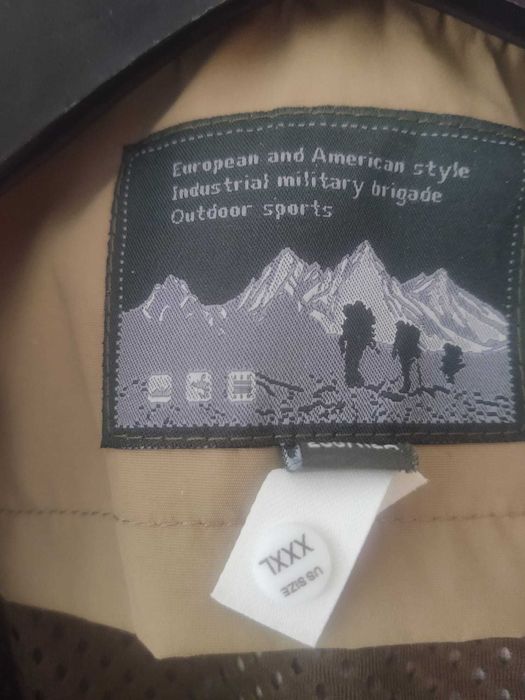 European and American style
Industrial military brigade
Outdoor sports
US SIZE
XXXL